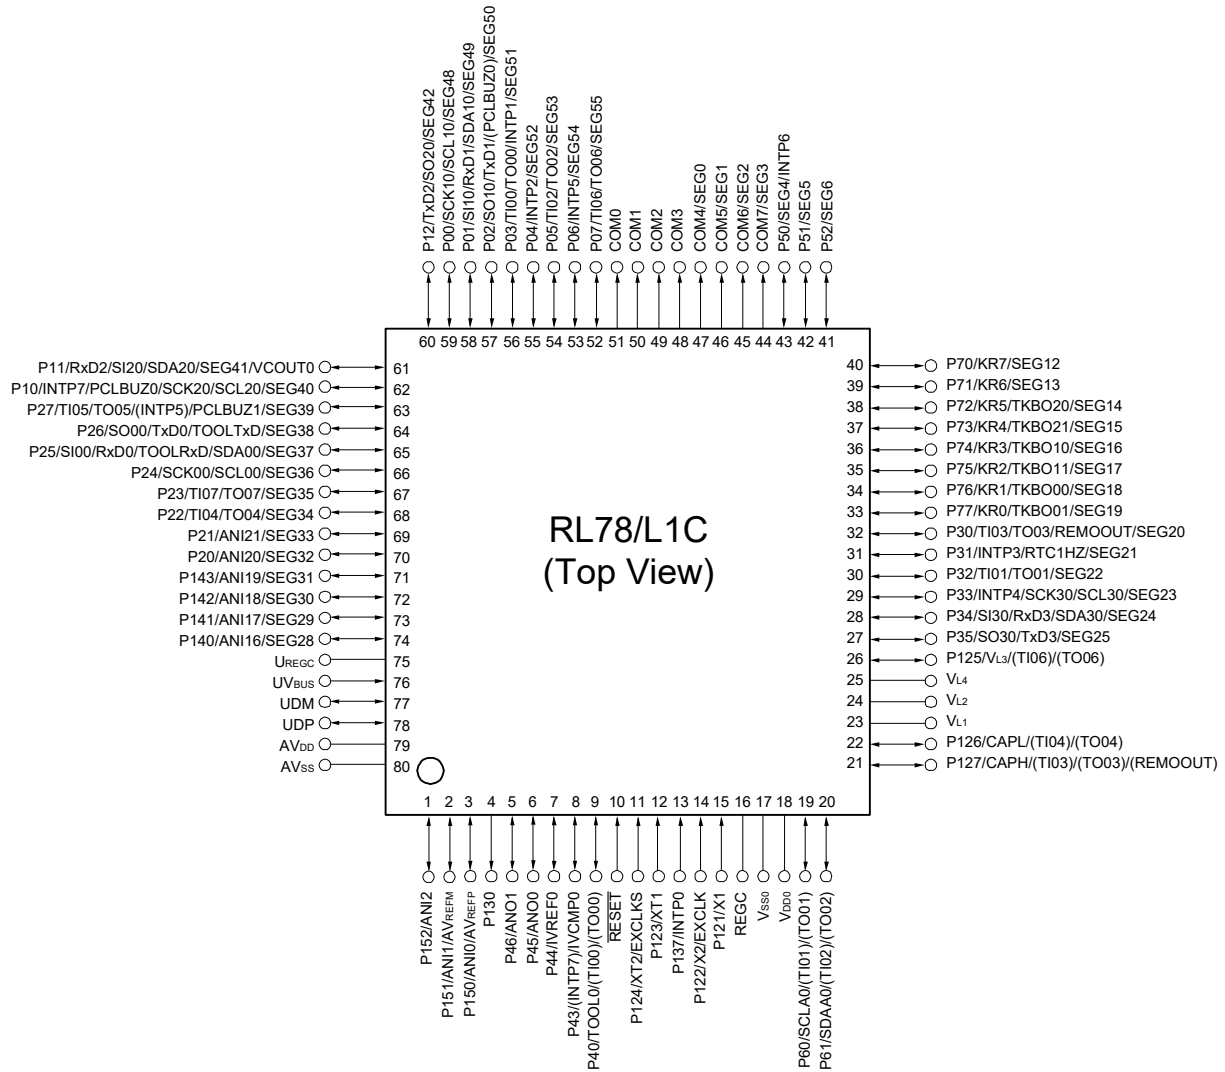 P12/TxD2/SO20/SEG42
P00/SCK10/SCL10/SEG48
P01/SI10/RxD1/SDA10/SEG49
P02/SO10/TxD1/(PCLBUZ0)/SEG50
P03/TI00/TO00/INTP1/SEG51
P04/INTP2/SEG52
P05/TI02/TO02/SEG53
P06/INTP5/SEG54
P07/TI06/TO06/SEG55
COM0
COM1
COM2
COM3
COM4/SEG0
COM5/SEG1
COM6/SEG2
COM7/SEG3
P50/SEG4/INTP6
P51/SEG5
P52/SEG6
60 59 58 57 56 55 54 53 52 51 50 49 48 47 46 45 44 43 42 41
P11/RxD2/SI20/SDA20/SEG41/VCOUT0 61
P10/INTP7/PCLBUZ0/SCK20/SCL20/SEG40 62
P27/TI05/TO05/(INTP5)/PCLBUZ1/SEG39 63
P26/SO00/TxD0/TOOLTxD/SEG38 64
P25/SI00/RxD0/TOOLRxD/SDA00/SEG37 65
P24/SCK00/SCL00/SEG36 66
P23/TI07/TO07/SEG35 67
P22/TI04/TO04/SEG34 68
P21/ANI21/SEG33 69
P20/ANI20/SEG32 70
P143/ANI19/SEG31 71
P142/ANI18/SEG30 72
P141/ANI17/SEG29 73
P140/ANI16/SEG28 74
UREGC 75
UVBUS 76
UDM 77
UDP 78
AVDD 79
AVSS 80
RL78/L1C
(Top View)
40 P70/KR7/SEG12
39 P71/KR6/SEG13
38 P72/KR5/TKBO20/SEG14
37 P73/KR4/TKBO21/SEG15
36 P74/KR3/TKBO10/SEG16
35 P75/KR2/TKBO11/SEG17
34 P76/KR1/TKBO00/SEG18
33 P77/KR0/TKBO01/SEG19
32 P30/TI03/TO03/REMOOUT/SEG20
31 P31/INTP3/RTC1HZ/SEG21
30 P32/TI01/TO01/SEG22
29 P33/INTP4/SCK30/SCL30/SEG23
28 P34/SI30/RxD3/SDA30/SEG24
27 P35/SO30/TxD3/SEG25
26 P125/VL3/(TI06)/(TO06)
25 VL4
24 VL2
23 VL1
22 P126/CAPL/(TI04)/(TO04)
21 P127/CAPH/(TI03)/(TO03)/(REMOOUT)
1 2 3 4 5 6 7 8 9 10 11 12 13 14 15 16 17 18 19 20
P152/ANI2
P151/ANI1/AVREFM
P150/ANI0/AVREFP
P130
P46/ANO1
P45/ANO0
P44/IVREF0
P43/(INTP7)/IVCMP0
P40/TOOL0/(TI00)/(TO00)
RESET
P124/XT2/EXCLKS
P123/XT1
P137/INTP0
P122/X2/EXCLK
P121/X1
REGC
VSS0
VDD0
P60/SCLA0/(TI01)/(TO01)
P61/SDAA0/(TI02)/(TO02)